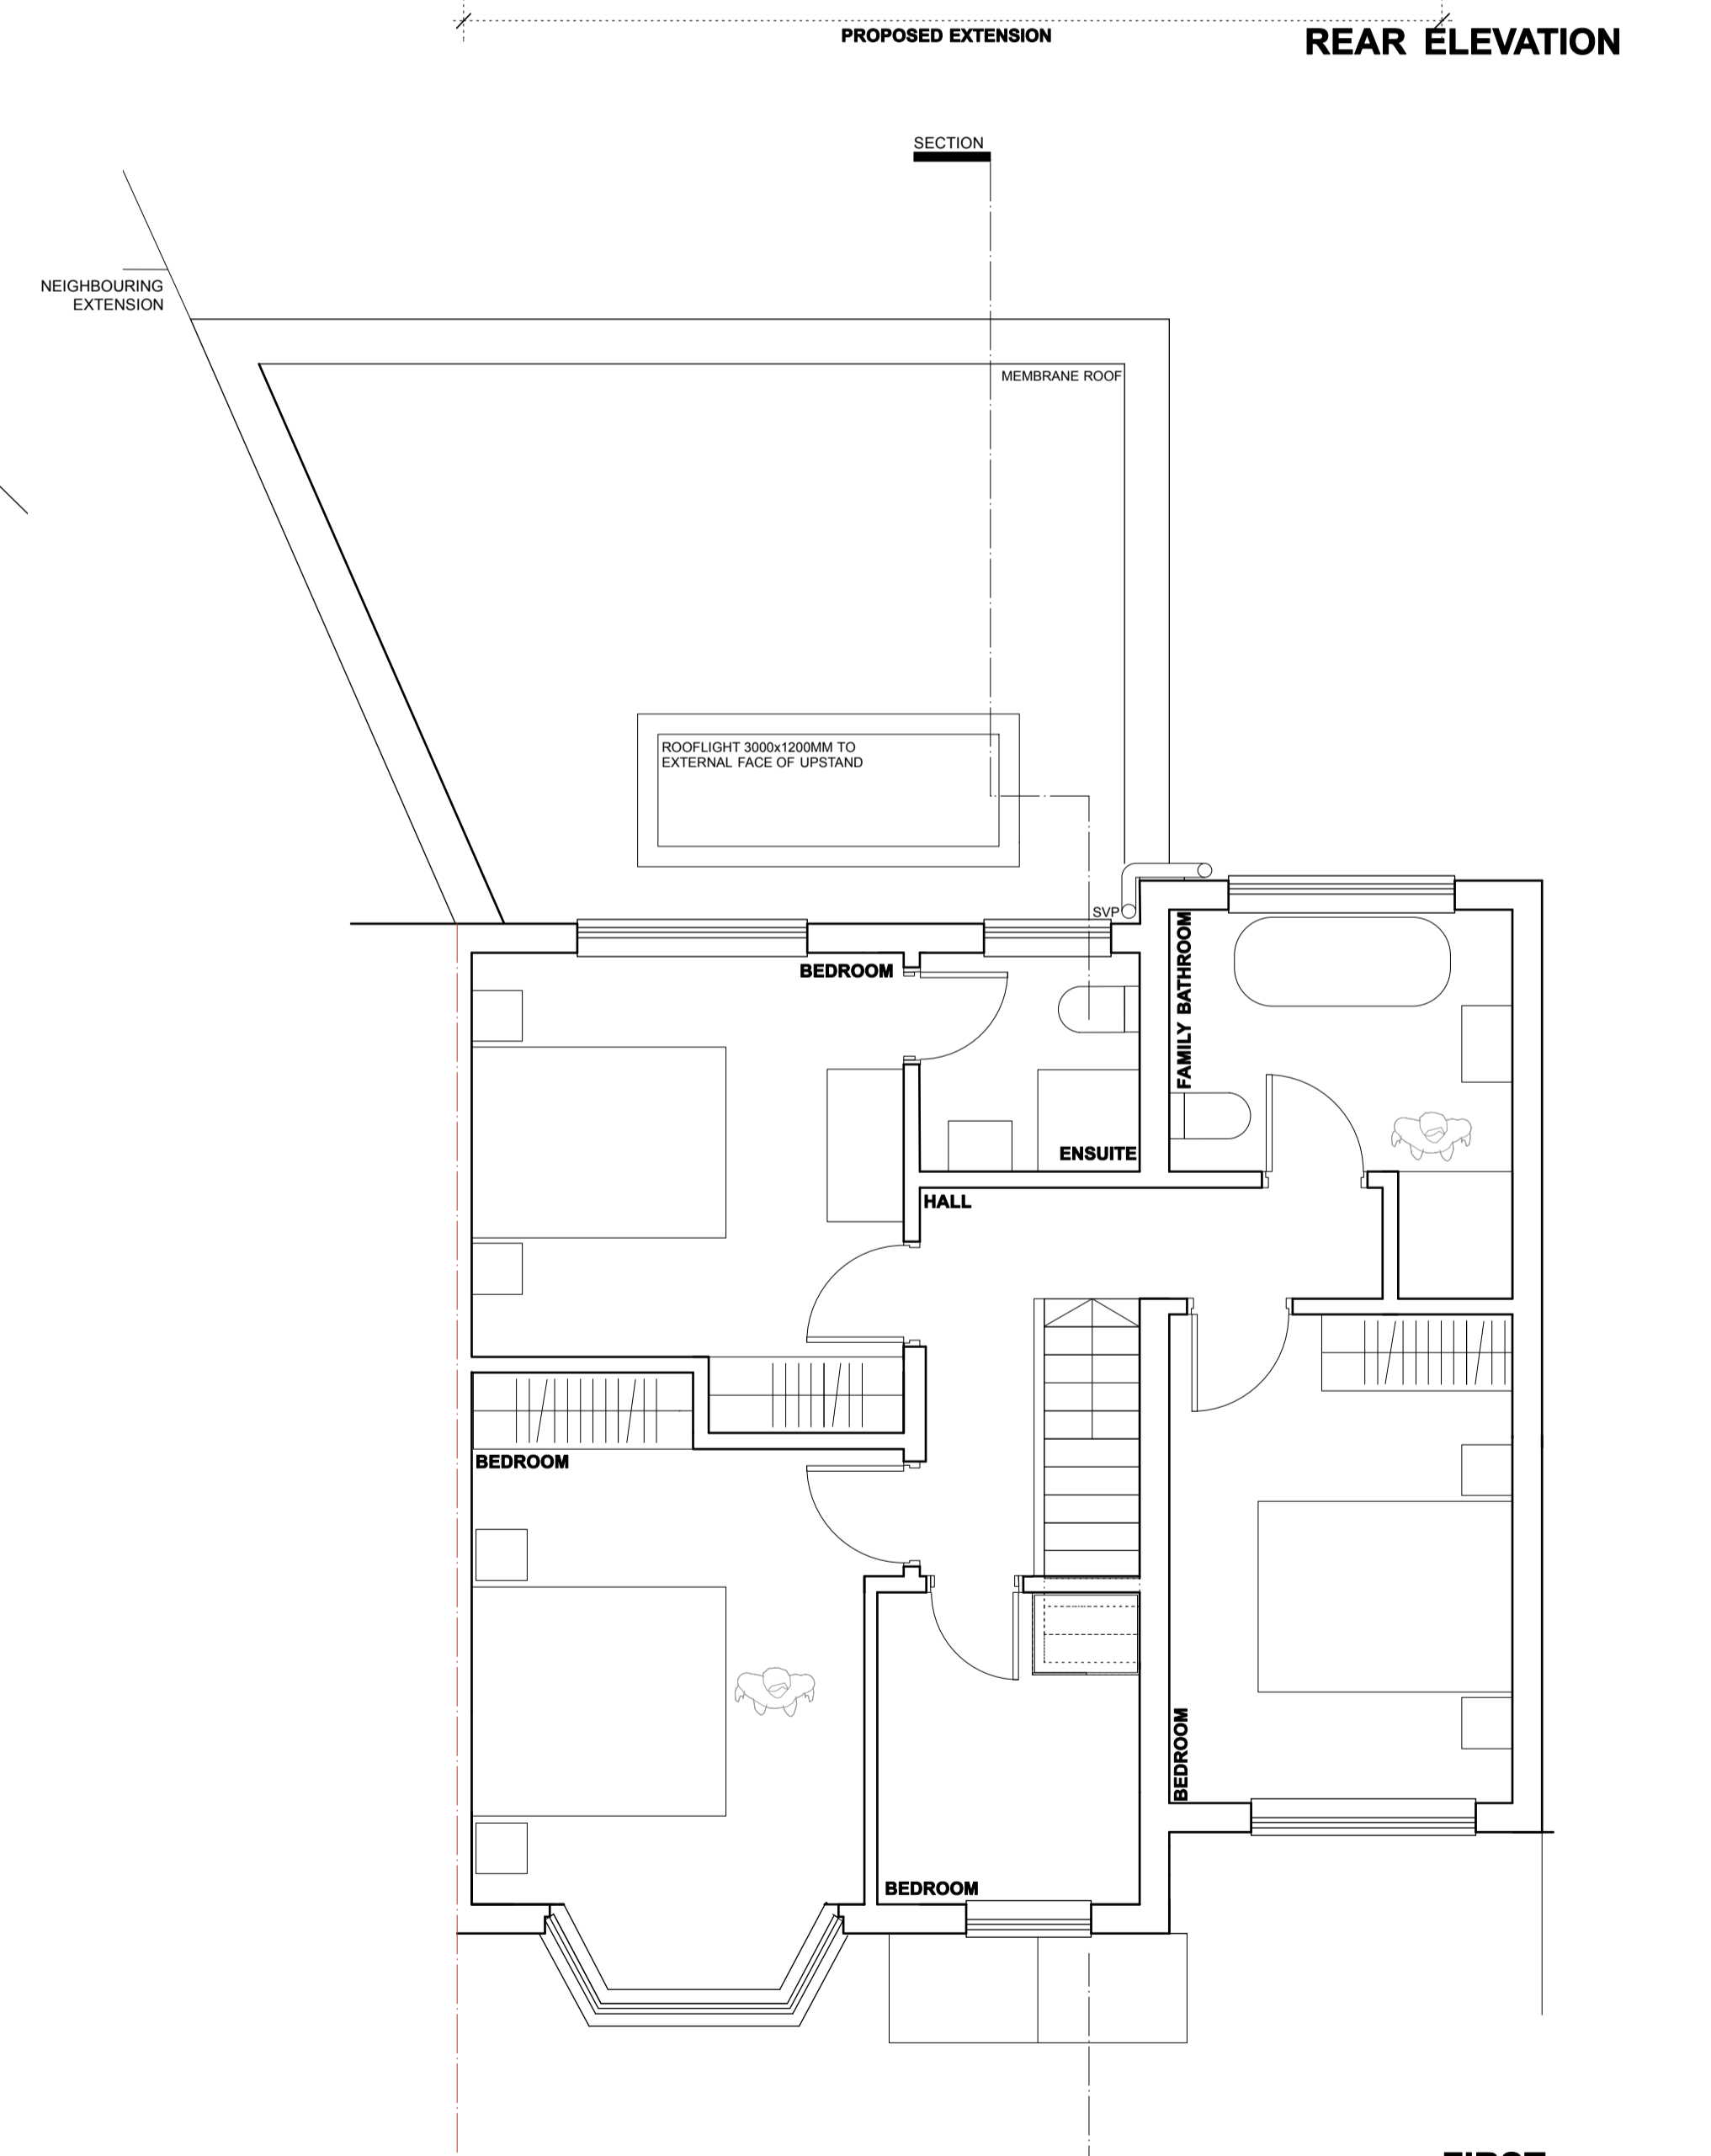 PROPOSED EXTENSION
REAR ELEVATION
SECTION
NEIGHBOURING
EXTENSION
MEMBRANE ROOF
ROOFLIGHT 3000x1200MM TO
EXTERNAL FACE OF UPSTAND
SVP
BEDROOM
FAMILY BATHROOM
ENSUITE
HALL
BEDROOM
BEDROOM
BEDROOM